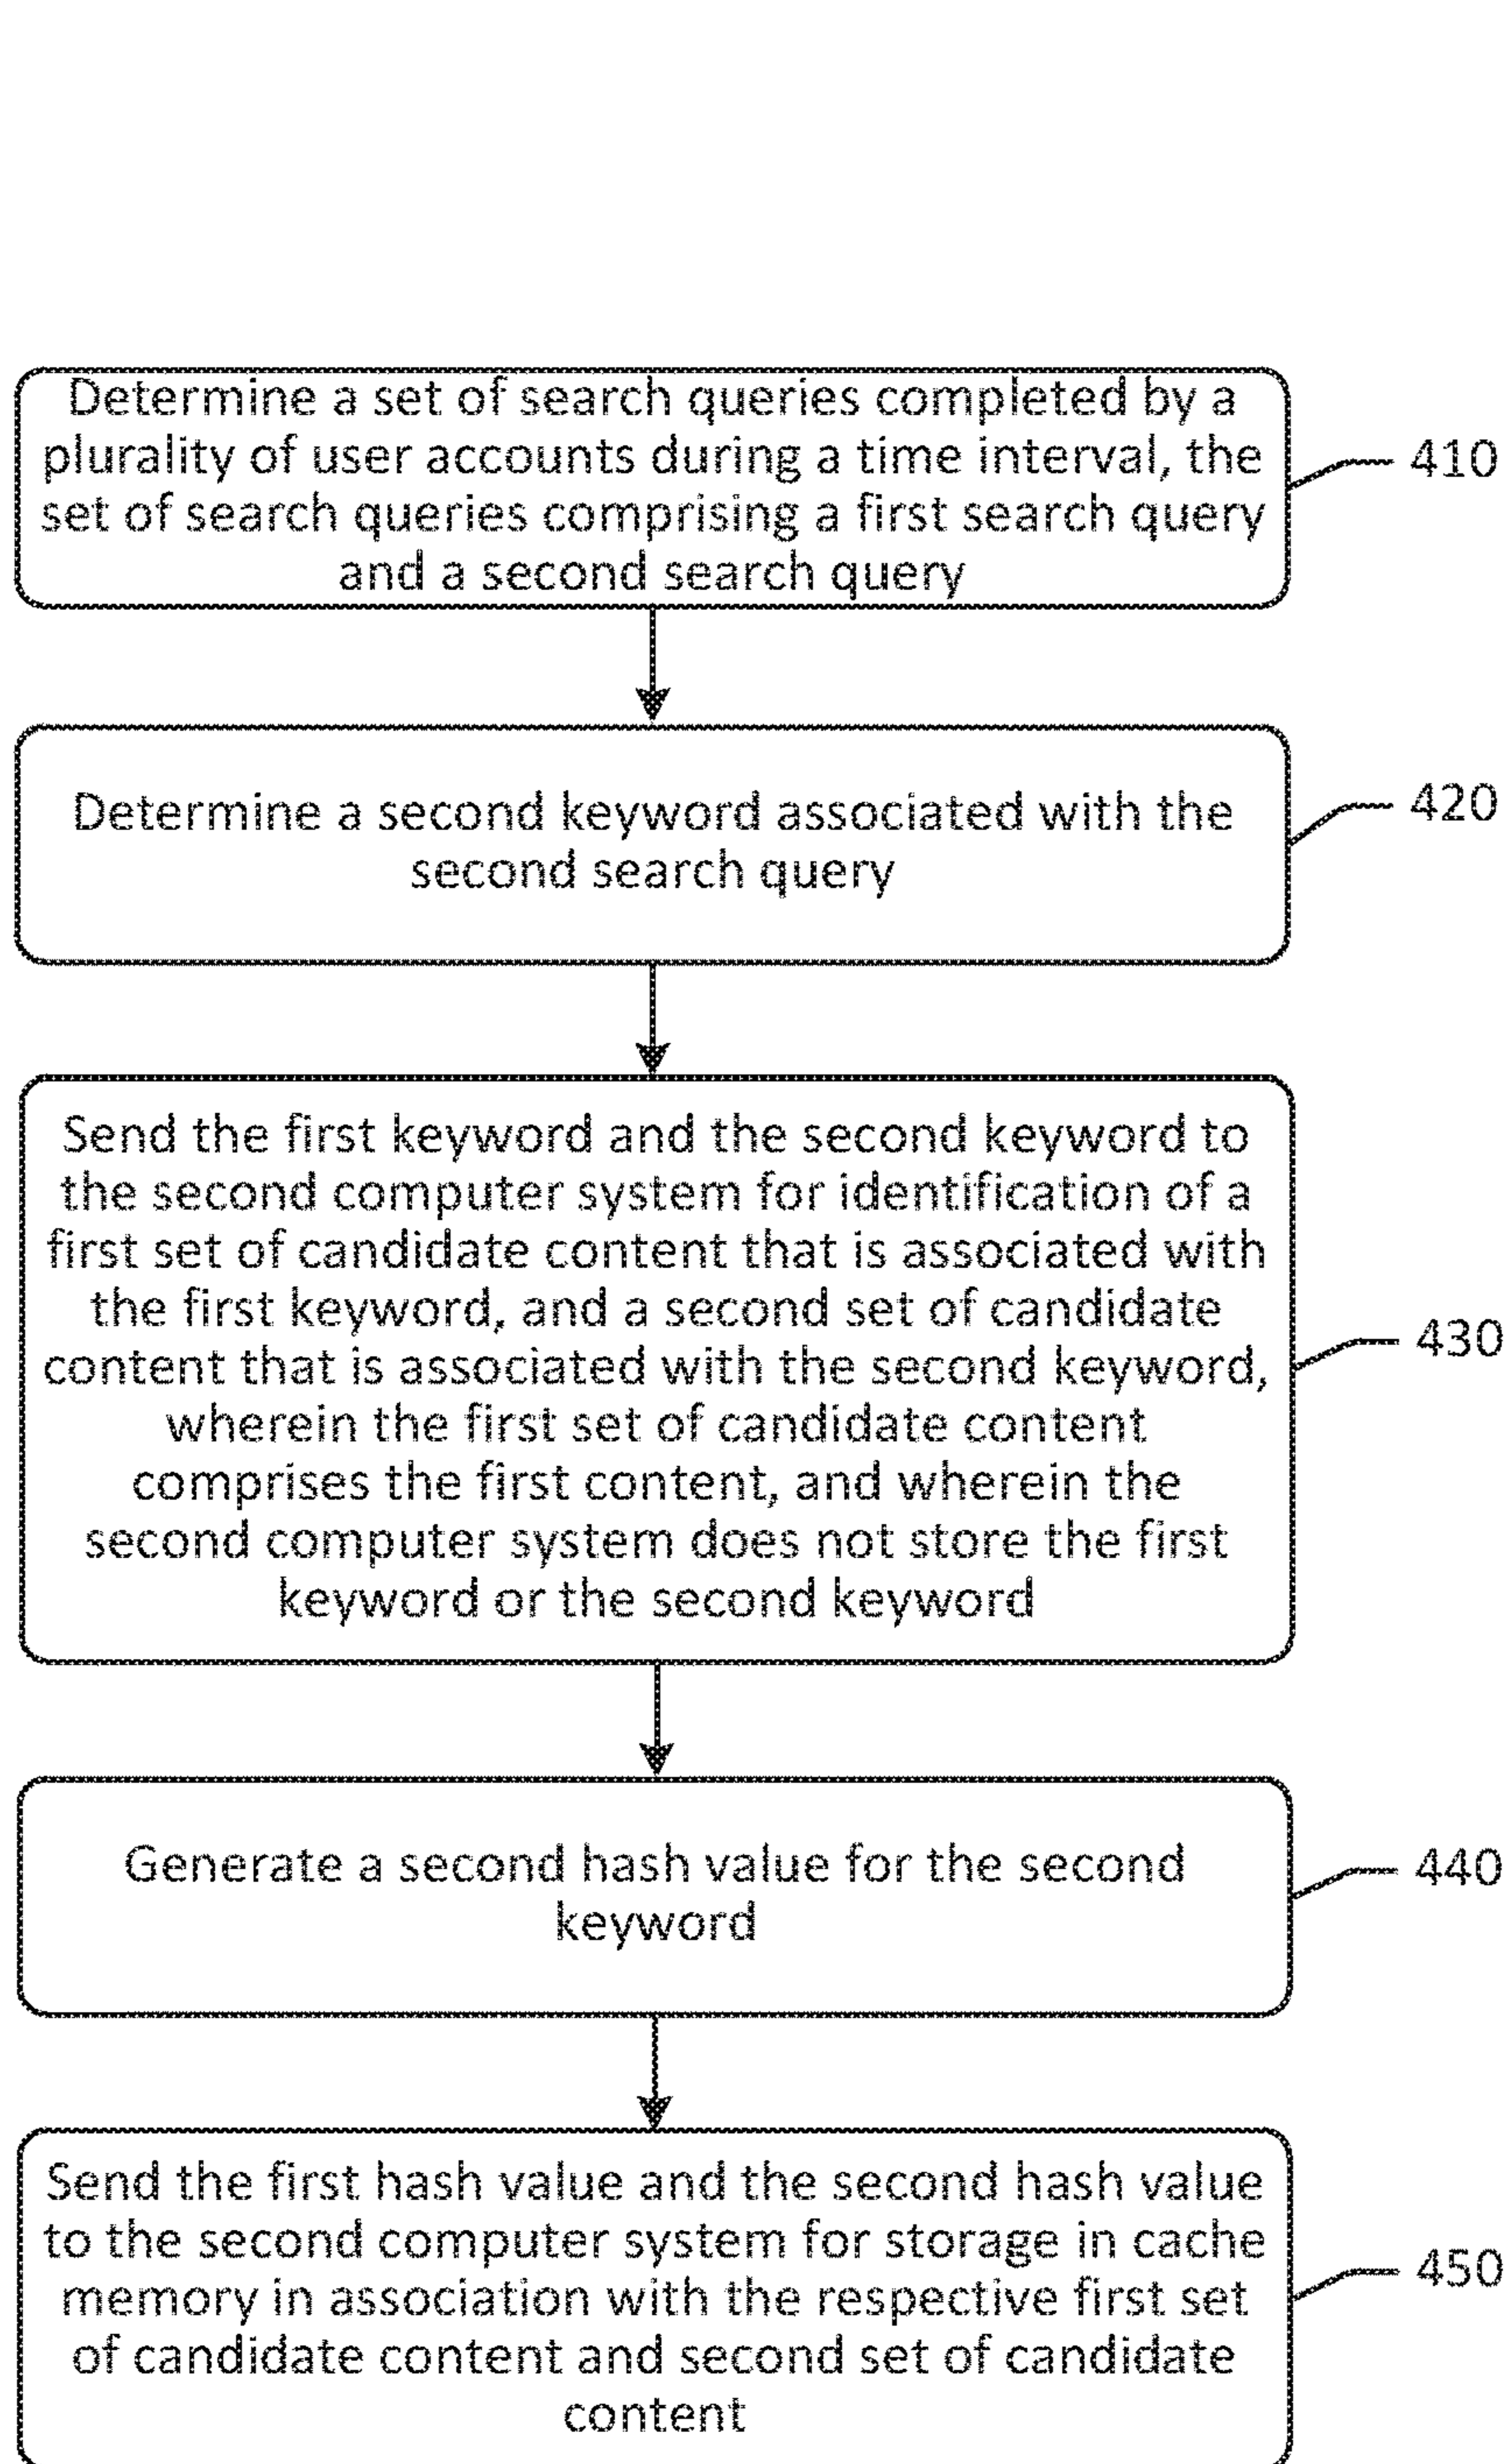 Determine a set of search queries completed by a
plurality of user accounts during a time interval, the
set of search queries comprising a first search query
and a second search query
410
Determine a second keyword associated with the
second search query
420
Send the first keyword and the second keyword to
the second computer system for identification of a
first set of candidate content that is associated with
the first keyword, and a second set of candidate
content that is associated with the second keyword,
wherein the first set of candidate content
comprises the first content, and wherein the
second computer system does not store the first
keyword or the second keyword
430
Generate a second hash value for the second
keyword
440
Send the first hash value and the second hash value
to the second computer system for storage in cache
memory in association with the respective first set
of candidate content and second set of candidate
content
450